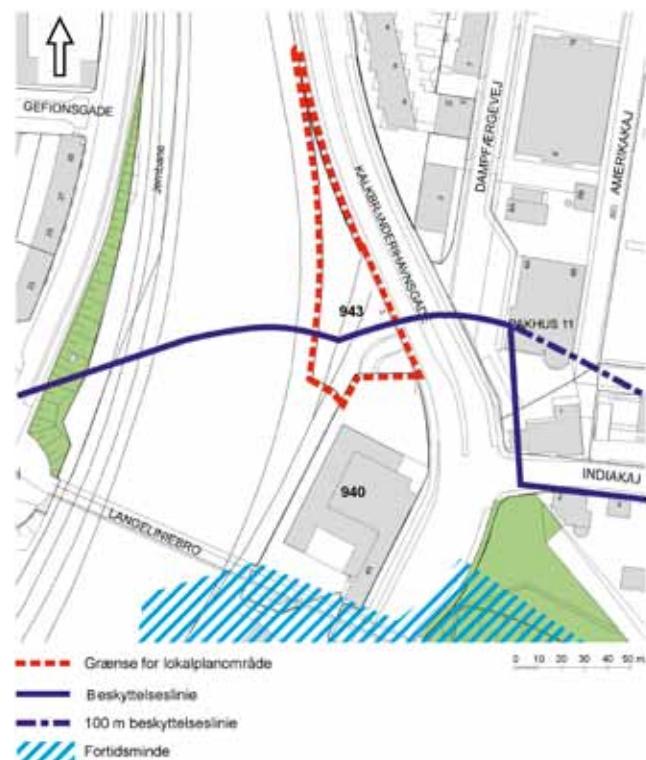 GEFIONSGADE
Jernbane
KALKBRÆNDERIHAVNSGADE
DAMPFÆRGEVEJ
AMERIKAKAJ
943
PAKHUS 11
INDIAKAJ
940
LANGELINIEBRO
Grænse for lokalplanområde
0 10 20 30 40 50 m
Beskyttelseslinie
100 m beskyttelseslinie
Fortidsminde